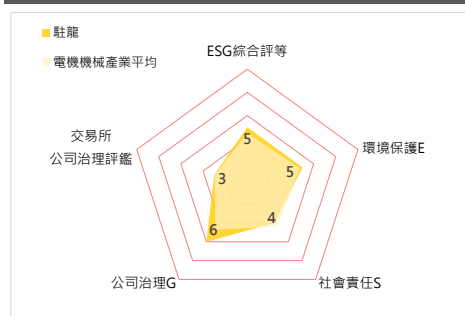 駐龍
電機機械產業平均
ESG綜合評等
5
環境保護E
5
社會責任S
4
公司治理G
6
交易所
公司治理評鑑
3